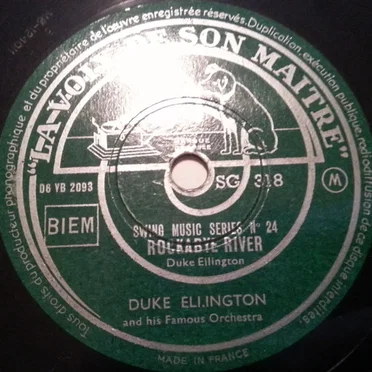 Tous droits du producteur phonographique et du propriétaire de l'œuvre enregistrée réservés. Duplication, exécution publique, radiodiffusion de ce disque interdites.
"LA VOIX DE SON MAITRE"
06 YB 2093
SG 318
M
BIEM
SWING MUSIC SERIES N° 24
ROCKABYE RIVER
Duke Ellington
DUKE ELLINGTON
and his Famous Orchestra
MADE IN FRANCE